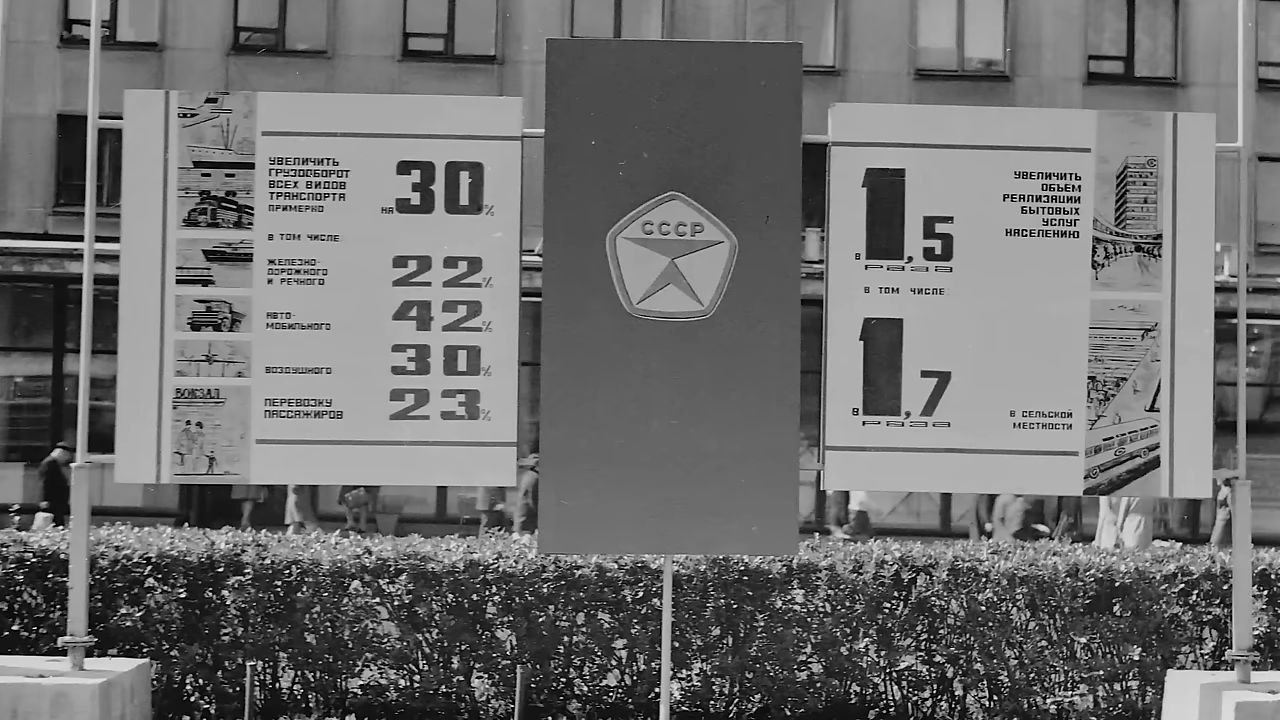 УВЕЛИЧИТЬ
ГРУЗООБОРОТ
ВСЕХ ВИДОВ
ТРАНСПОРТА
ПРИМЕРНО
НА 30%
В ТОМ ЧИСЛЕ
ЖЕЛЕЗНО-
ДОРОЖНОГО
И РЕЧНОГО
22%
АВТО-
МОБИЛЬНОГО
42%
ВОЗДУШНОГО
30%
ПЕРЕВОЗКУ
ПАССАЖИРОВ
23%
ВОКЗАЛ
СССР
В 1,5
РАЗА
УВЕЛИЧИТЬ
ОБЪЕМ
РЕАЛИЗАЦИИ
БЫТОВЫХ
УСЛУГ
НАСЕЛЕНИЮ
В ТОМ ЧИСЛЕ
В 1,7
РАЗА
В СЕЛЬСКОЙ
МЕСТНОСТИ